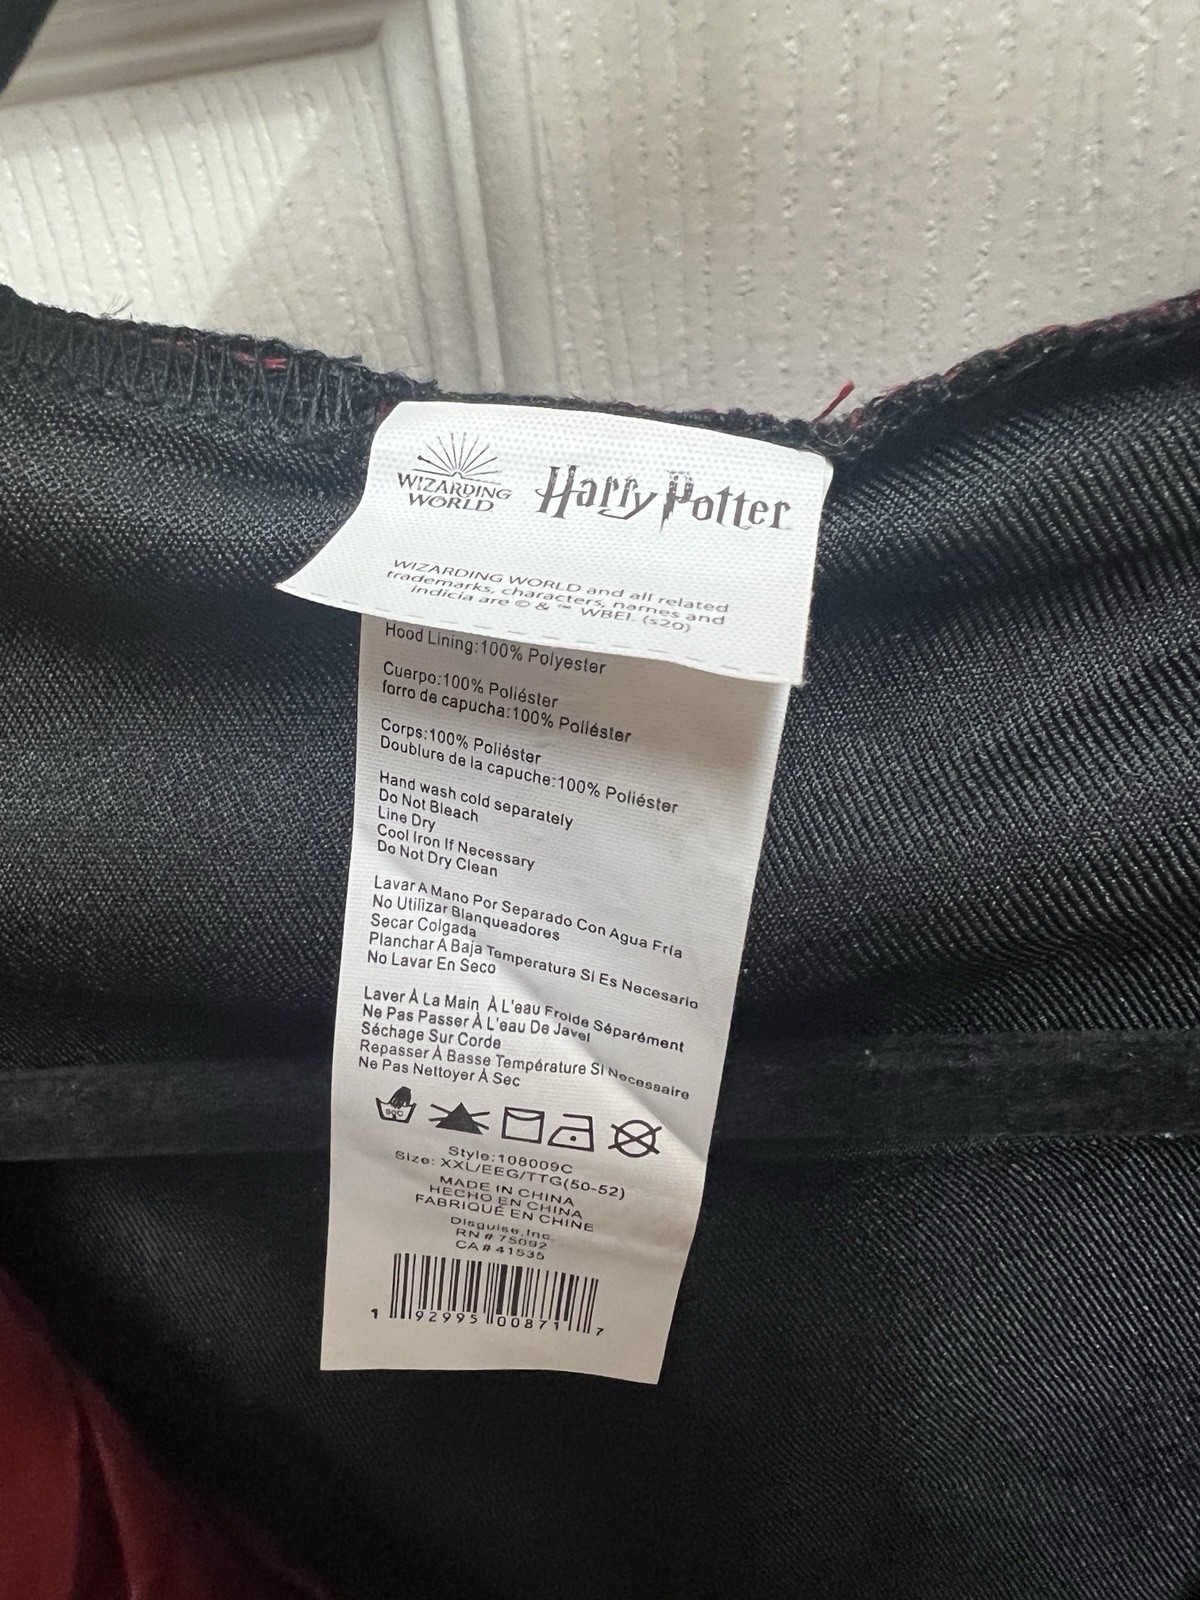 WIZARDING
WORLD
Harry Potter
WIZARDING WORLD and all related
trademarks, characters, names and
indicia are © & ™ WBEI. (s20)
Hood Lining:100% Polyester
Cuerpo:100% Poliéster
forro de capucha:100% Poliéster
Corps:100% Poliéster
Doublure de la capuche:100% Poliéster
Hand wash cold separately
Do Not Bleach
Line Dry
Cool Iron If Necessary
Do Not Dry Clean
Lavar A Mano Por Separado Con Agua Fría
No Utilizar Blanqueadores
Secar Colgada
Planchar A Baja Temperatura Si Es Necesario
No Lavar En Seco
Laver À La Main À L'eau Froide Séparément
Ne Pas Passer À L'eau De Javel
Séchage Sur Corde
Repasser À Basse Température Si Necessaire
Ne Pas Nettoyer À Sec
Style:108009C
Size: XXL/EEG/TTG(50-52)
MADE IN CHINA
HECHO EN CHINA
FABRIQUÉ EN CHINE
Disguise,Inc.
RN # 75092
CA # 41535
1 92995 00871 7